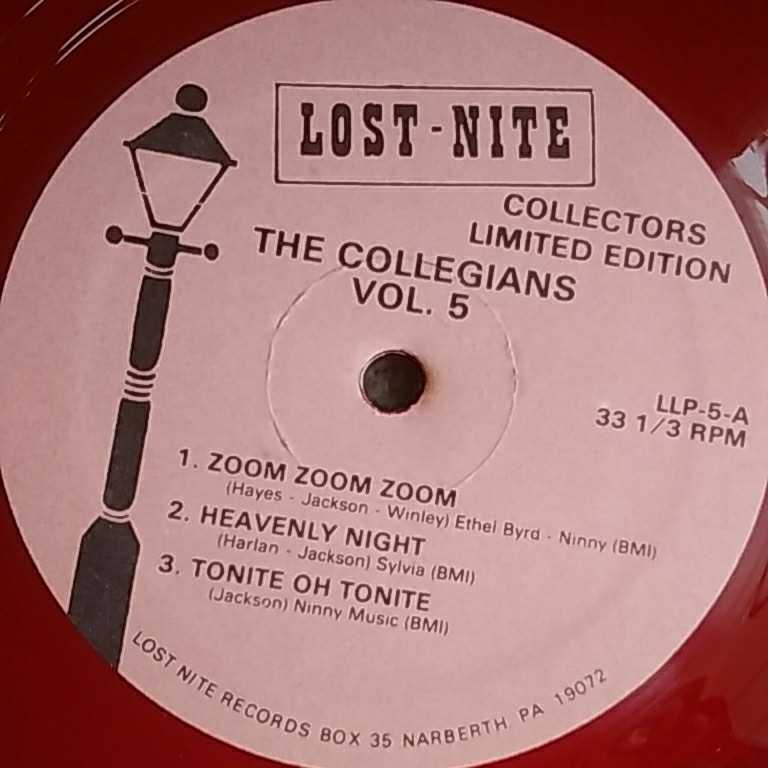 LOST-NITE
COLLECTORS
LIMITED EDITION
THE COLLEGIANS
VOL. 5
LLP-5-A
33 1/3 RPM
1. ZOOM ZOOM ZOOM
(Hayes - Jackson - Winley) Ethel Byrd - Ninny (BMI)
2. HEAVENLY NIGHT
(Harlan - Jackson) Sylvia (BMI)
3. TONITE OH TONITE
(Jackson) Ninny Music (BMI)
LOST NITE RECORDS BOX 35 NARBERTH PA 19072